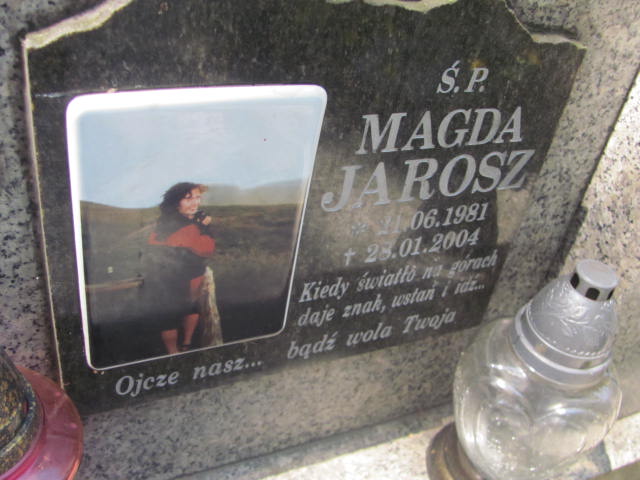 Ś.P.
MAGDA
JAROSZ
* 11.06.1981
† 28.01.2004
Kiedy światło na górach
daje znak, wstań i idź...
Ojcze nasz... bądź wola Twoja